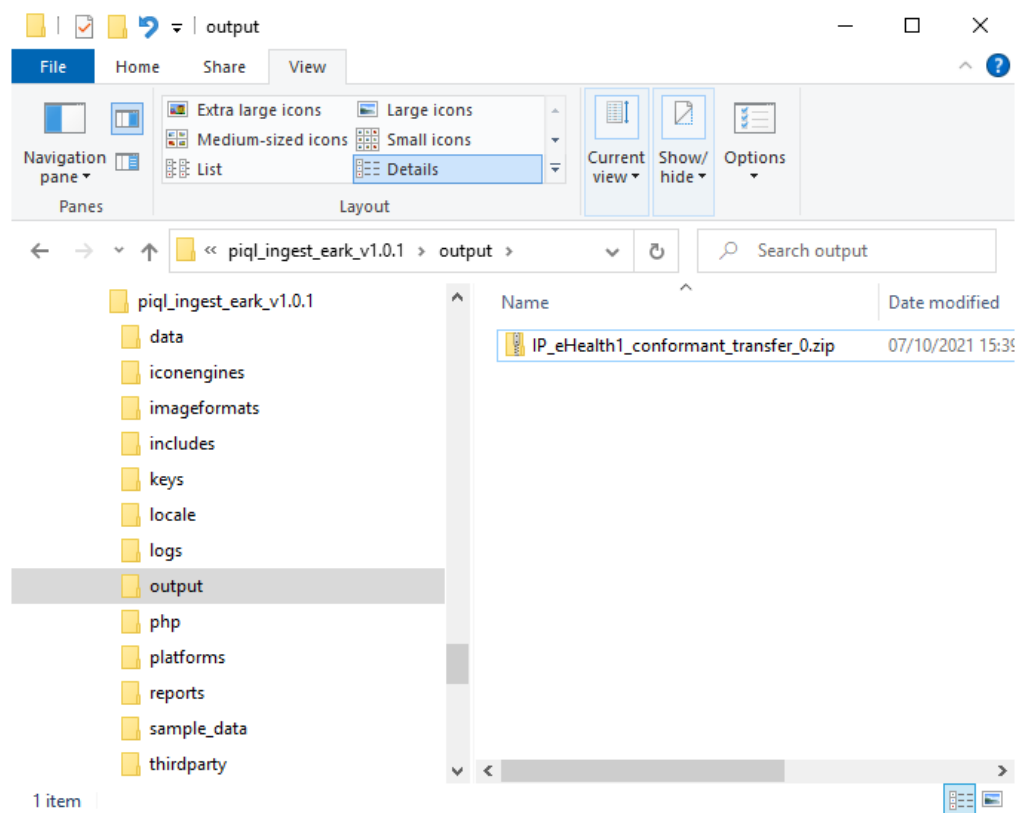 output
File Home Share View
?
Extra large icons Large icons
Medium-sized icons Small icons
List Details
Navigation pane
Current view
Show/ hide
Options
Panes Layout
« piql_ingest_eark_v1.0.1 › output › Search output
piql_ingest_eark_v1.0.1
data
iconengines
imageformats
includes
keys
locale
logs
output
php
platforms
reports
sample_data
thirdparty
Name Date modified
IP_eHealth1_conformant_transfer_0.zip 07/10/2021 15:39
1 item